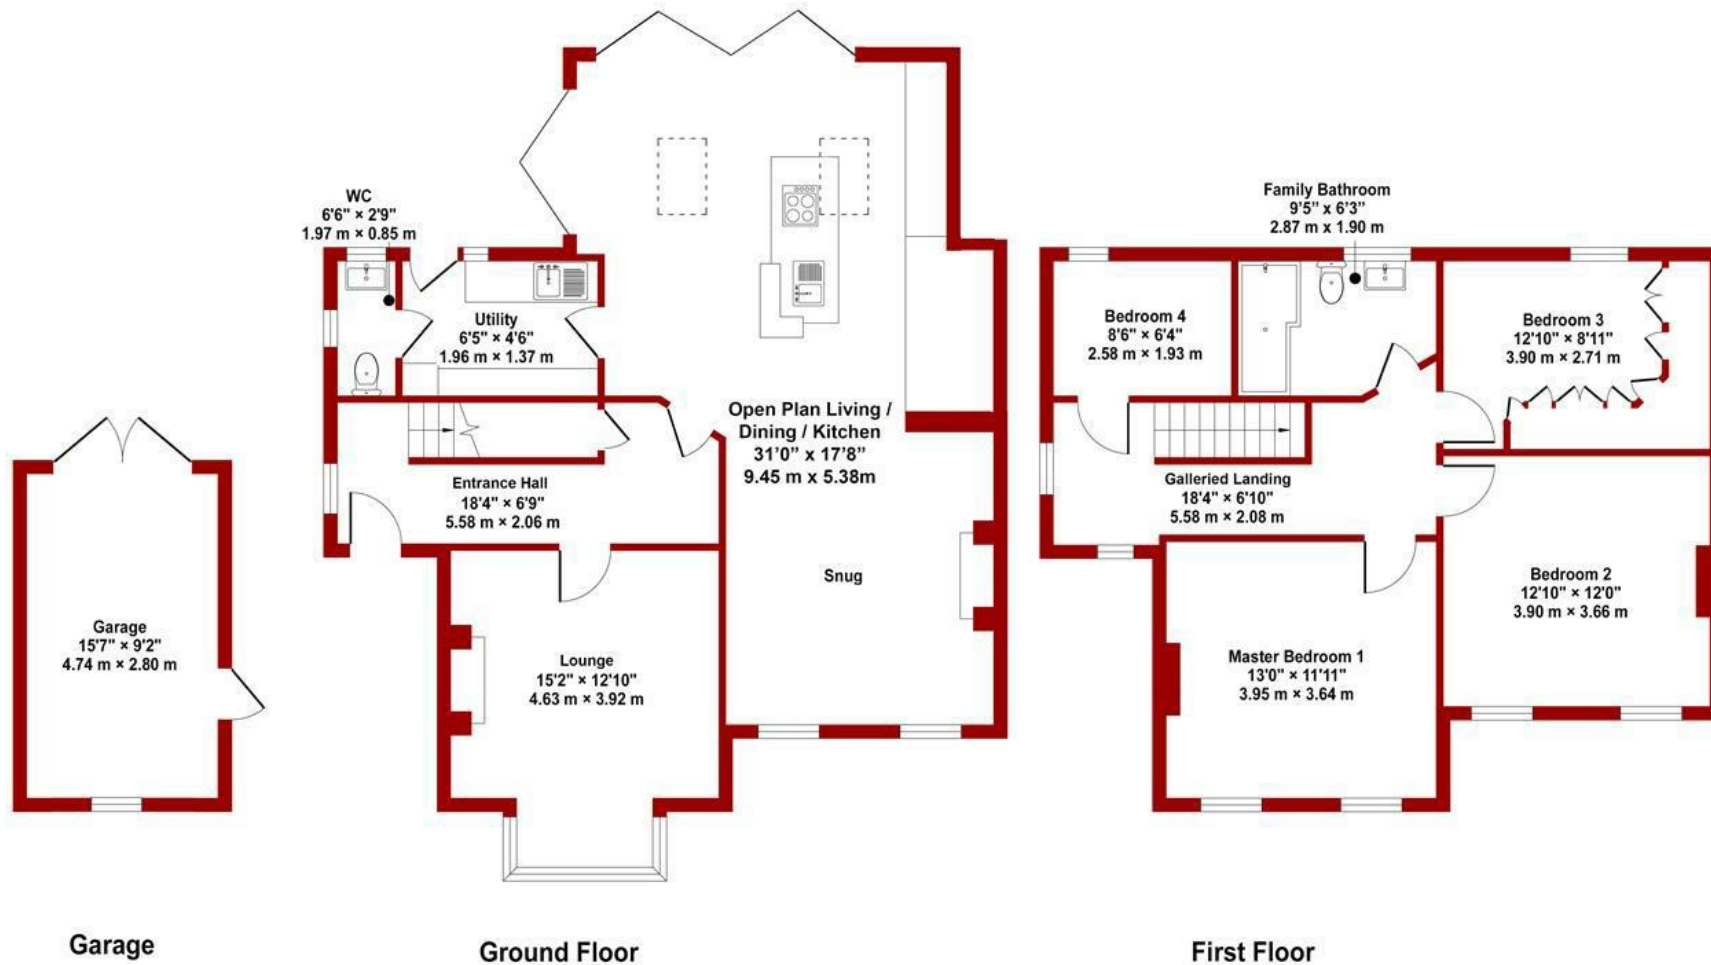 WC
6'6" × 2'9"
1.97 m × 0.85 m
Utility
6'5" × 4'6"
1.96 m × 1.37 m
Open Plan Living /
Dining / Kitchen
31'0" x 17'8"
9.45 m x 5.38m
Entrance Hall
18'4" × 6'9"
5.58 m × 2.06 m
Snug
Lounge
15'2" × 12'10"
4.63 m × 3.92 m
Garage
15'7" × 9'2"
4.74 m × 2.80 m
Family Bathroom
9'5" x 6'3"
2.87 m x 1.90 m
Bedroom 4
8'6" × 6'4"
2.58 m × 1.93 m
Bedroom 3
12'10" × 8'11"
3.90 m × 2.71 m
Galleried Landing
18'4" × 6'10"
5.58 m × 2.08 m
Bedroom 2
12'10" × 12'0"
3.90 m × 3.66 m
Master Bedroom 1
13'0" × 11'11"
3.95 m × 3.64 m
Garage
Ground Floor
First Floor